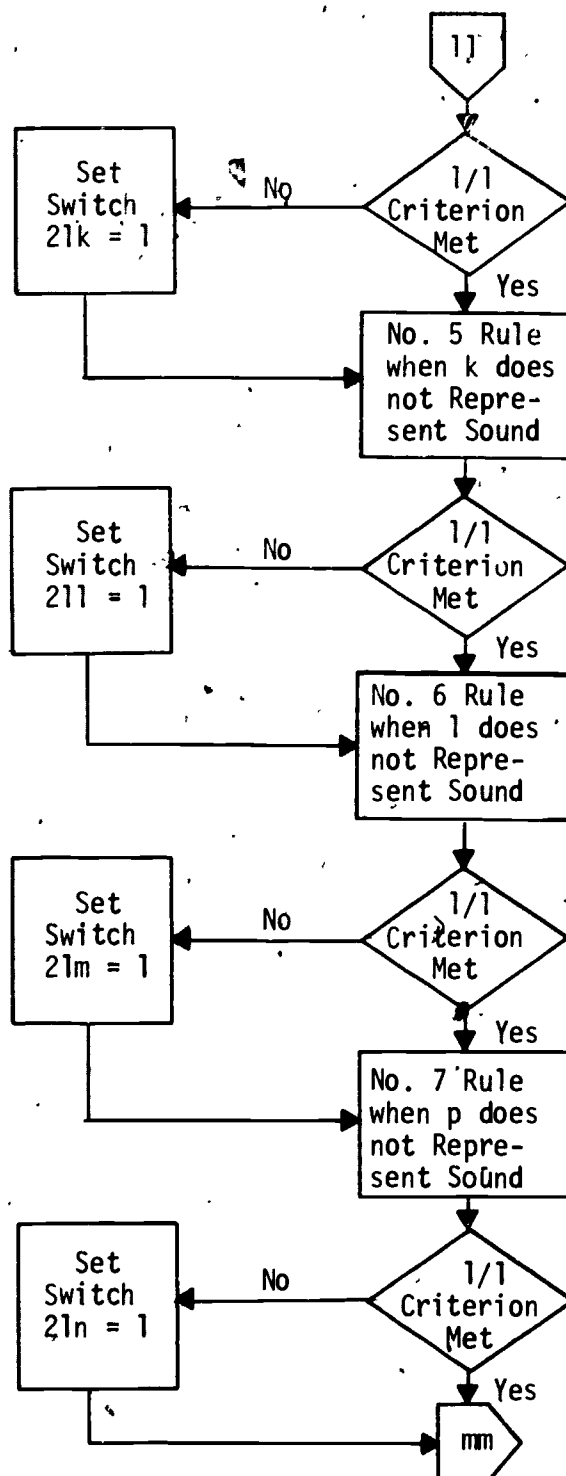 ll
1/1
Criterion
Met
No
Set
Switch
21k = 1
Yes
No. 5 Rule
when k does
not Repre-
sent Sound
1/1
Criterion
Met
No
Set
Switch
21l = 1
Yes
No. 6 Rule
when l does
not Repre-
sent Sound
1/1
Criterion
Met
No
Set
Switch
21m = 1
Yes
No. 7 Rule
when p does
not Repre-
sent Sound
1/1
Criterion
Met
No
Set
Switch
21n = 1
Yes
mm